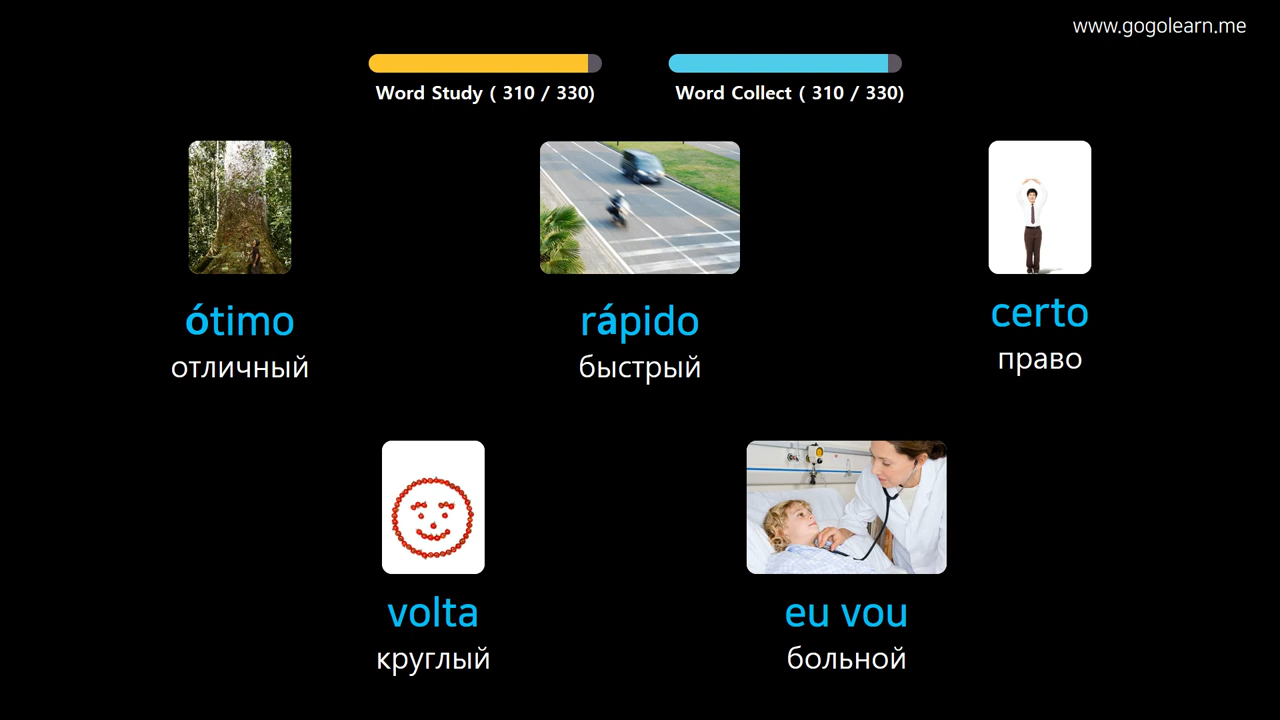 www.gogolearn.me
Word Study ( 310 / 330)
Word Collect ( 310 / 330)
ótimo
отличный
rápido
быстрый
certo
право
volta
круглый
eu vou
больной